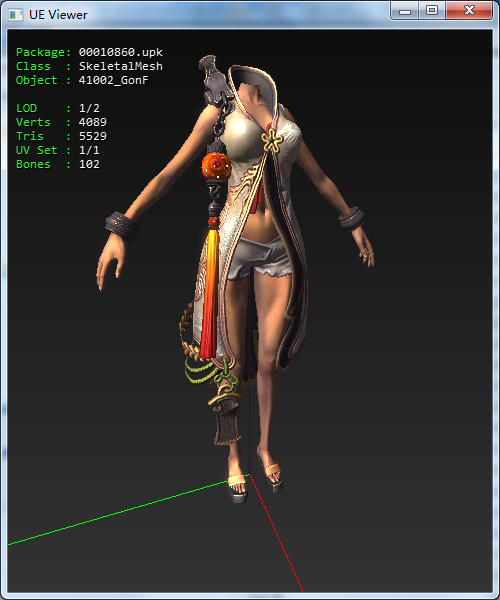 UE Viewer
Package: 00010860.upk
Class : SkeletalMesh
Object : 41002_GonF
LOD : 1/2
Verts : 4089
Tris : 5529
UV Set : 1/1
Bones : 102